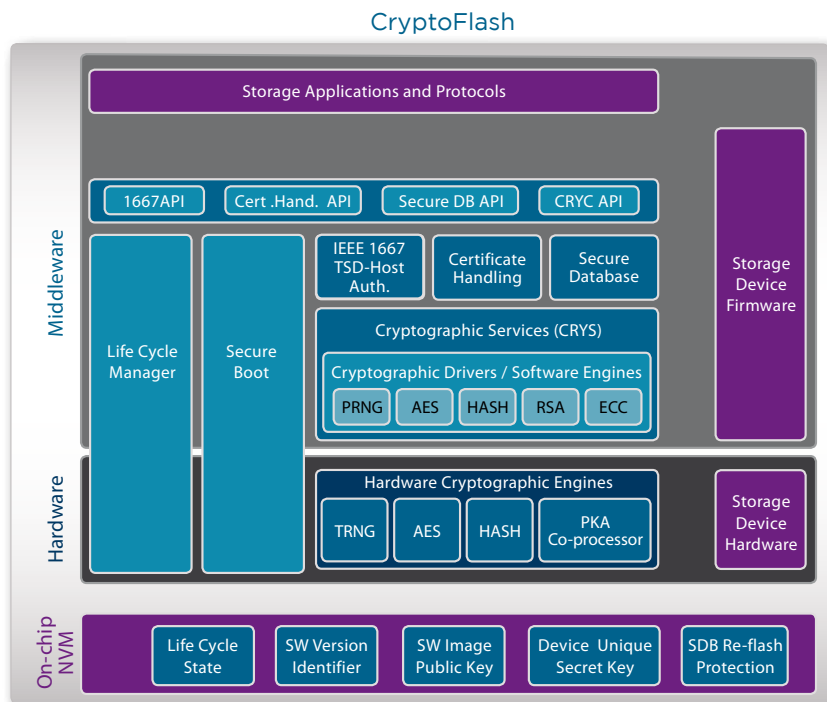 CryptoFlash
Storage Applications and Protocols
Middleware
1667API
Cert .Hand. API
Secure DB API
CRYC API
Life Cycle
Manager
Secure
Boot
IEEE 1667
TSD-Host
Auth.
Certificate
Handling
Secure
Database
Cryptographic Services (CRYS)
Cryptographic Drivers / Software Engines
PRNG
AES
HASH
RSA
ECC
Storage
Device
Firmware
Hardware
Hardware Cryptographic Engines
TRNG
AES
HASH
PKA
Co-processor
Storage
Device
Hardware
On-chip
NVM
Life Cycle
State
SW Version
Identifier
SW Image
Public Key
Device Unique
Secret Key
SDB Re-flash
Protection